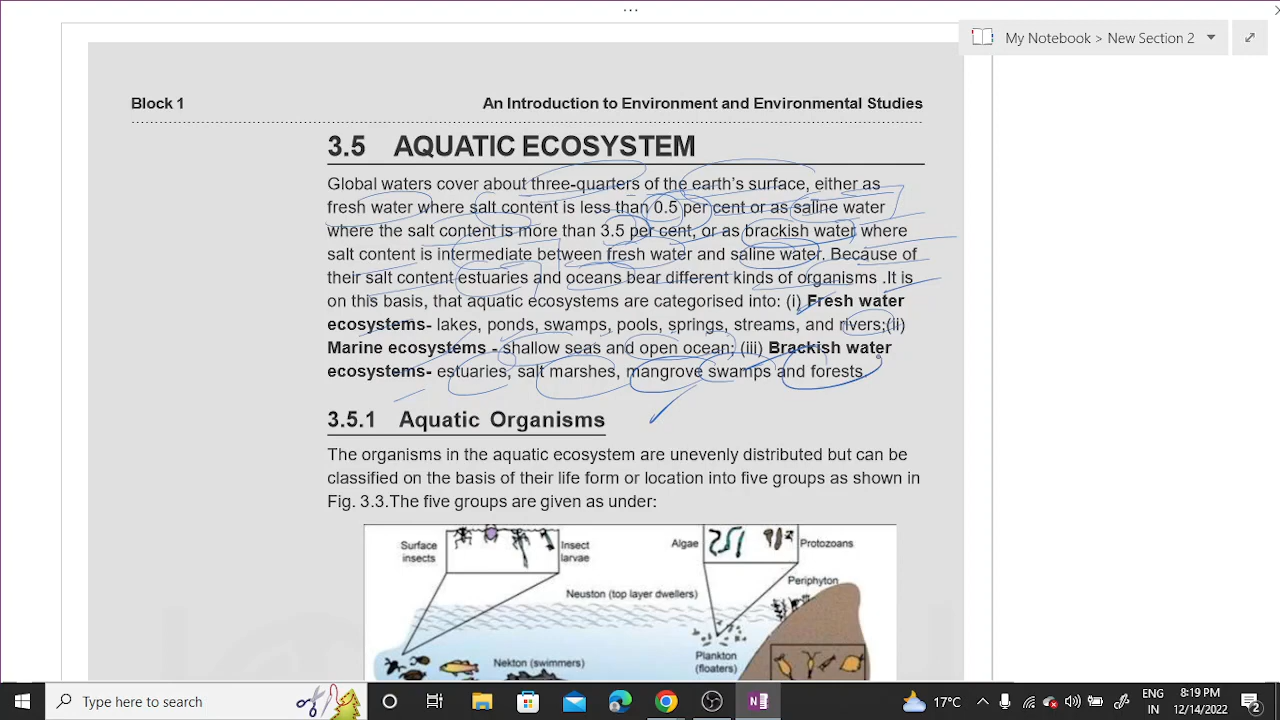 ...
My Notebook > New Section 2
Block 1 An Introduction to Environment and Environmental Studies
3.5 AQUATIC ECOSYSTEM
Global waters cover about three-quarters of the earth's surface, either as
fresh water where salt content is less than 0.5 per cent or as saline water
where the salt content is more than 3.5 per cent, or as brackish water where
salt content is intermediate between fresh water and saline water. Because of
their salt content estuaries and oceans bear different kinds of organisms .It is
on this basis, that aquatic ecosystems are categorised into: (i) Fresh water
ecosystems- lakes, ponds, swamps, pools, springs, streams, and rivers;(ii)
Marine ecosystems - shallow seas and open ocean; (iii) Brackish water
ecosystems- estuaries, salt marshes, mangrove swamps and forests
3.5.1 Aquatic Organisms
The organisms in the aquatic ecosystem are unevenly distributed but can be
classified on the basis of their life form or location into five groups as shown in
Fig. 3.3.The five groups are given as under:
Surface insects
Insect larvae
Algae
Protozoans
Periphyton
Neuston (top layer dwellers)
Nekton (swimmers)
Plankton (floaters)
Type here to search
17°C
ENG
IN
8:19 PM
12/14/2022
2